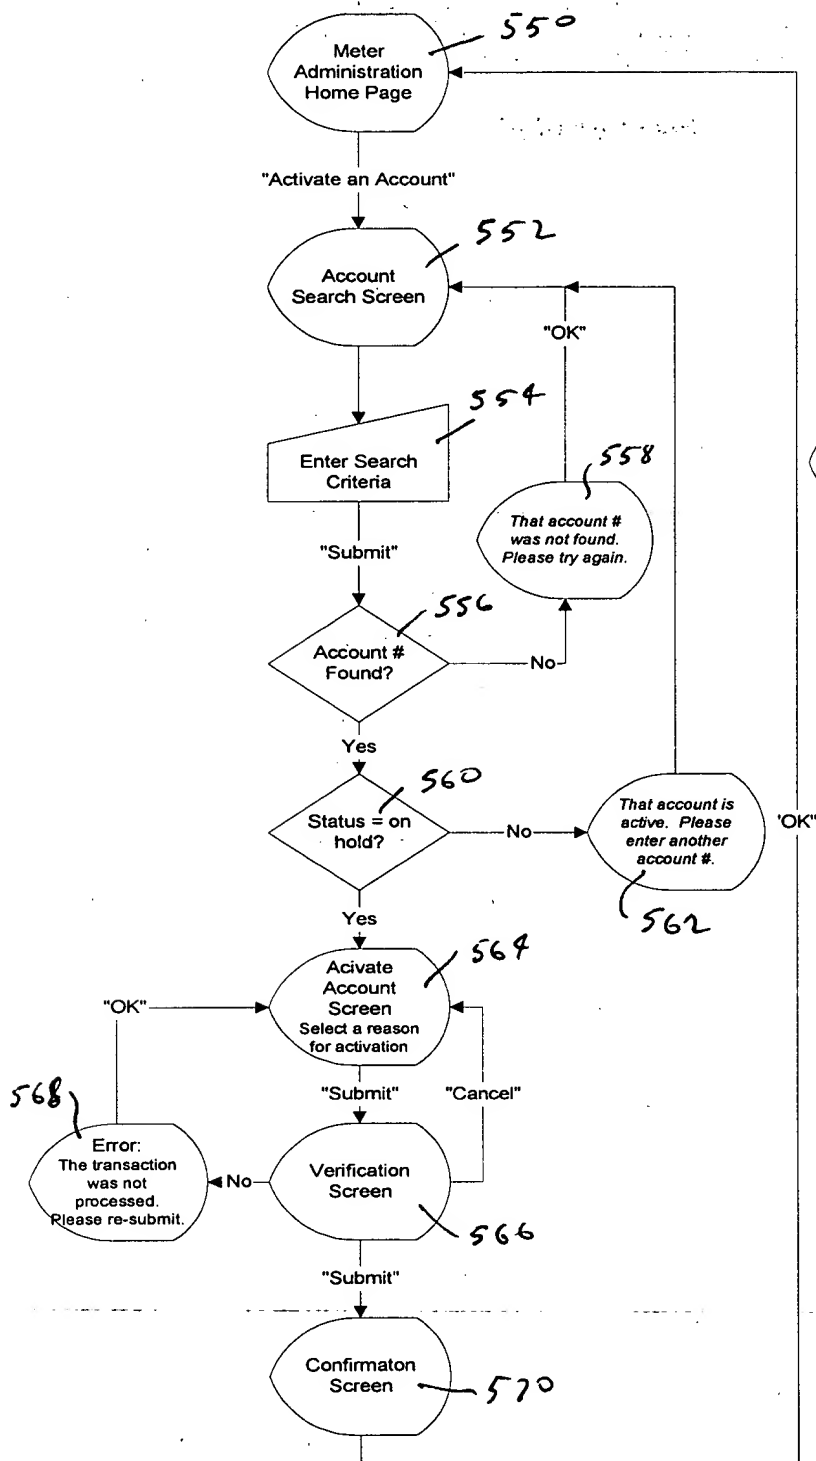 550
Meter
Administration
Home Page
"Activate an Account"
552
Account
Search Screen
"OK"
554
Enter Search
Criteria
558
That account #
was not found.
Please try again.
"Submit"
556
Account #
Found?
No
Yes
560
Status = on
hold?
No
That account is
active. Please
enter another
account #.
'OK"
562
Yes
564
Acivate
Account
Screen
Select a reason
for activation
"OK"
"Submit"
"Cancel"
568
Error:
The transaction
was not
processed.
Please re-submit.
No
Verification
Screen
566
"Submit"
Confirmaton
Screen
570